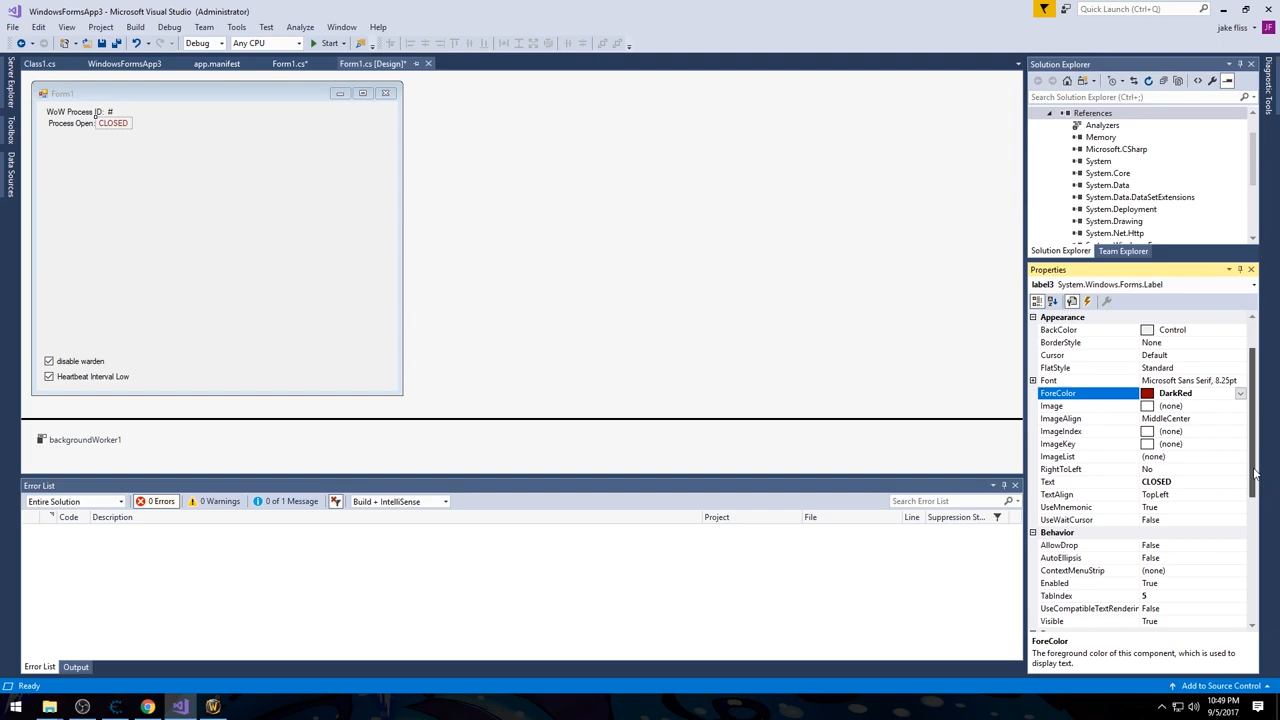 WindowsFormsApp3 - Microsoft Visual Studio (Administrator)
Quick Launch (Ctrl+Q)
File Edit View Project Build Debug Team Tools Test Analyze Window Help
jake fliss JF
Debug Any CPU Start
Class1.cs WindowsFormsApp3 app.manifest Form1.cs* Form1.cs [Design]*
Server Explorer
Toolbox
Data Sources
Diagnostic Tools
Form1
WoW Process ID: #
Process Open: CLOSED
disable warden
Heartbeat Interval Low
backgroundWorker1
Solution Explorer
Search Solution Explorer (Ctrl+;)
References
Analyzers
Memory
Microsoft.CSharp
System
System.Core
System.Data
System.Data.DataSetExtensions
System.Deployment
System.Drawing
System.Net.Http
Solution Explorer Team Explorer
Properties
label3 System.Windows.Forms.Label
Appearance
BackColor Control
BorderStyle None
Cursor Default
FlatStyle Standard
Font Microsoft Sans Serif, 8.25pt
ForeColor DarkRed
Image (none)
ImageAlign MiddleCenter
ImageIndex (none)
ImageKey (none)
ImageList (none)
RightToLeft No
Text CLOSED
TextAlign TopLeft
UseMnemonic True
UseWaitCursor False
Behavior
AllowDrop False
AutoEllipsis False
ContextMenuStrip (none)
Enabled True
TabIndex 5
UseCompatibleTextRenderin False
Visible True
ForeColor
The foreground color of this component, which is used to
display text.
Error List
Entire Solution 0 Errors 0 Warnings 0 of 1 Message Build + IntelliSense Search Error List
Code Description Project File Line Suppression St...
Error List Output
Ready Add to Source Control
10:49 PM
9/5/2017